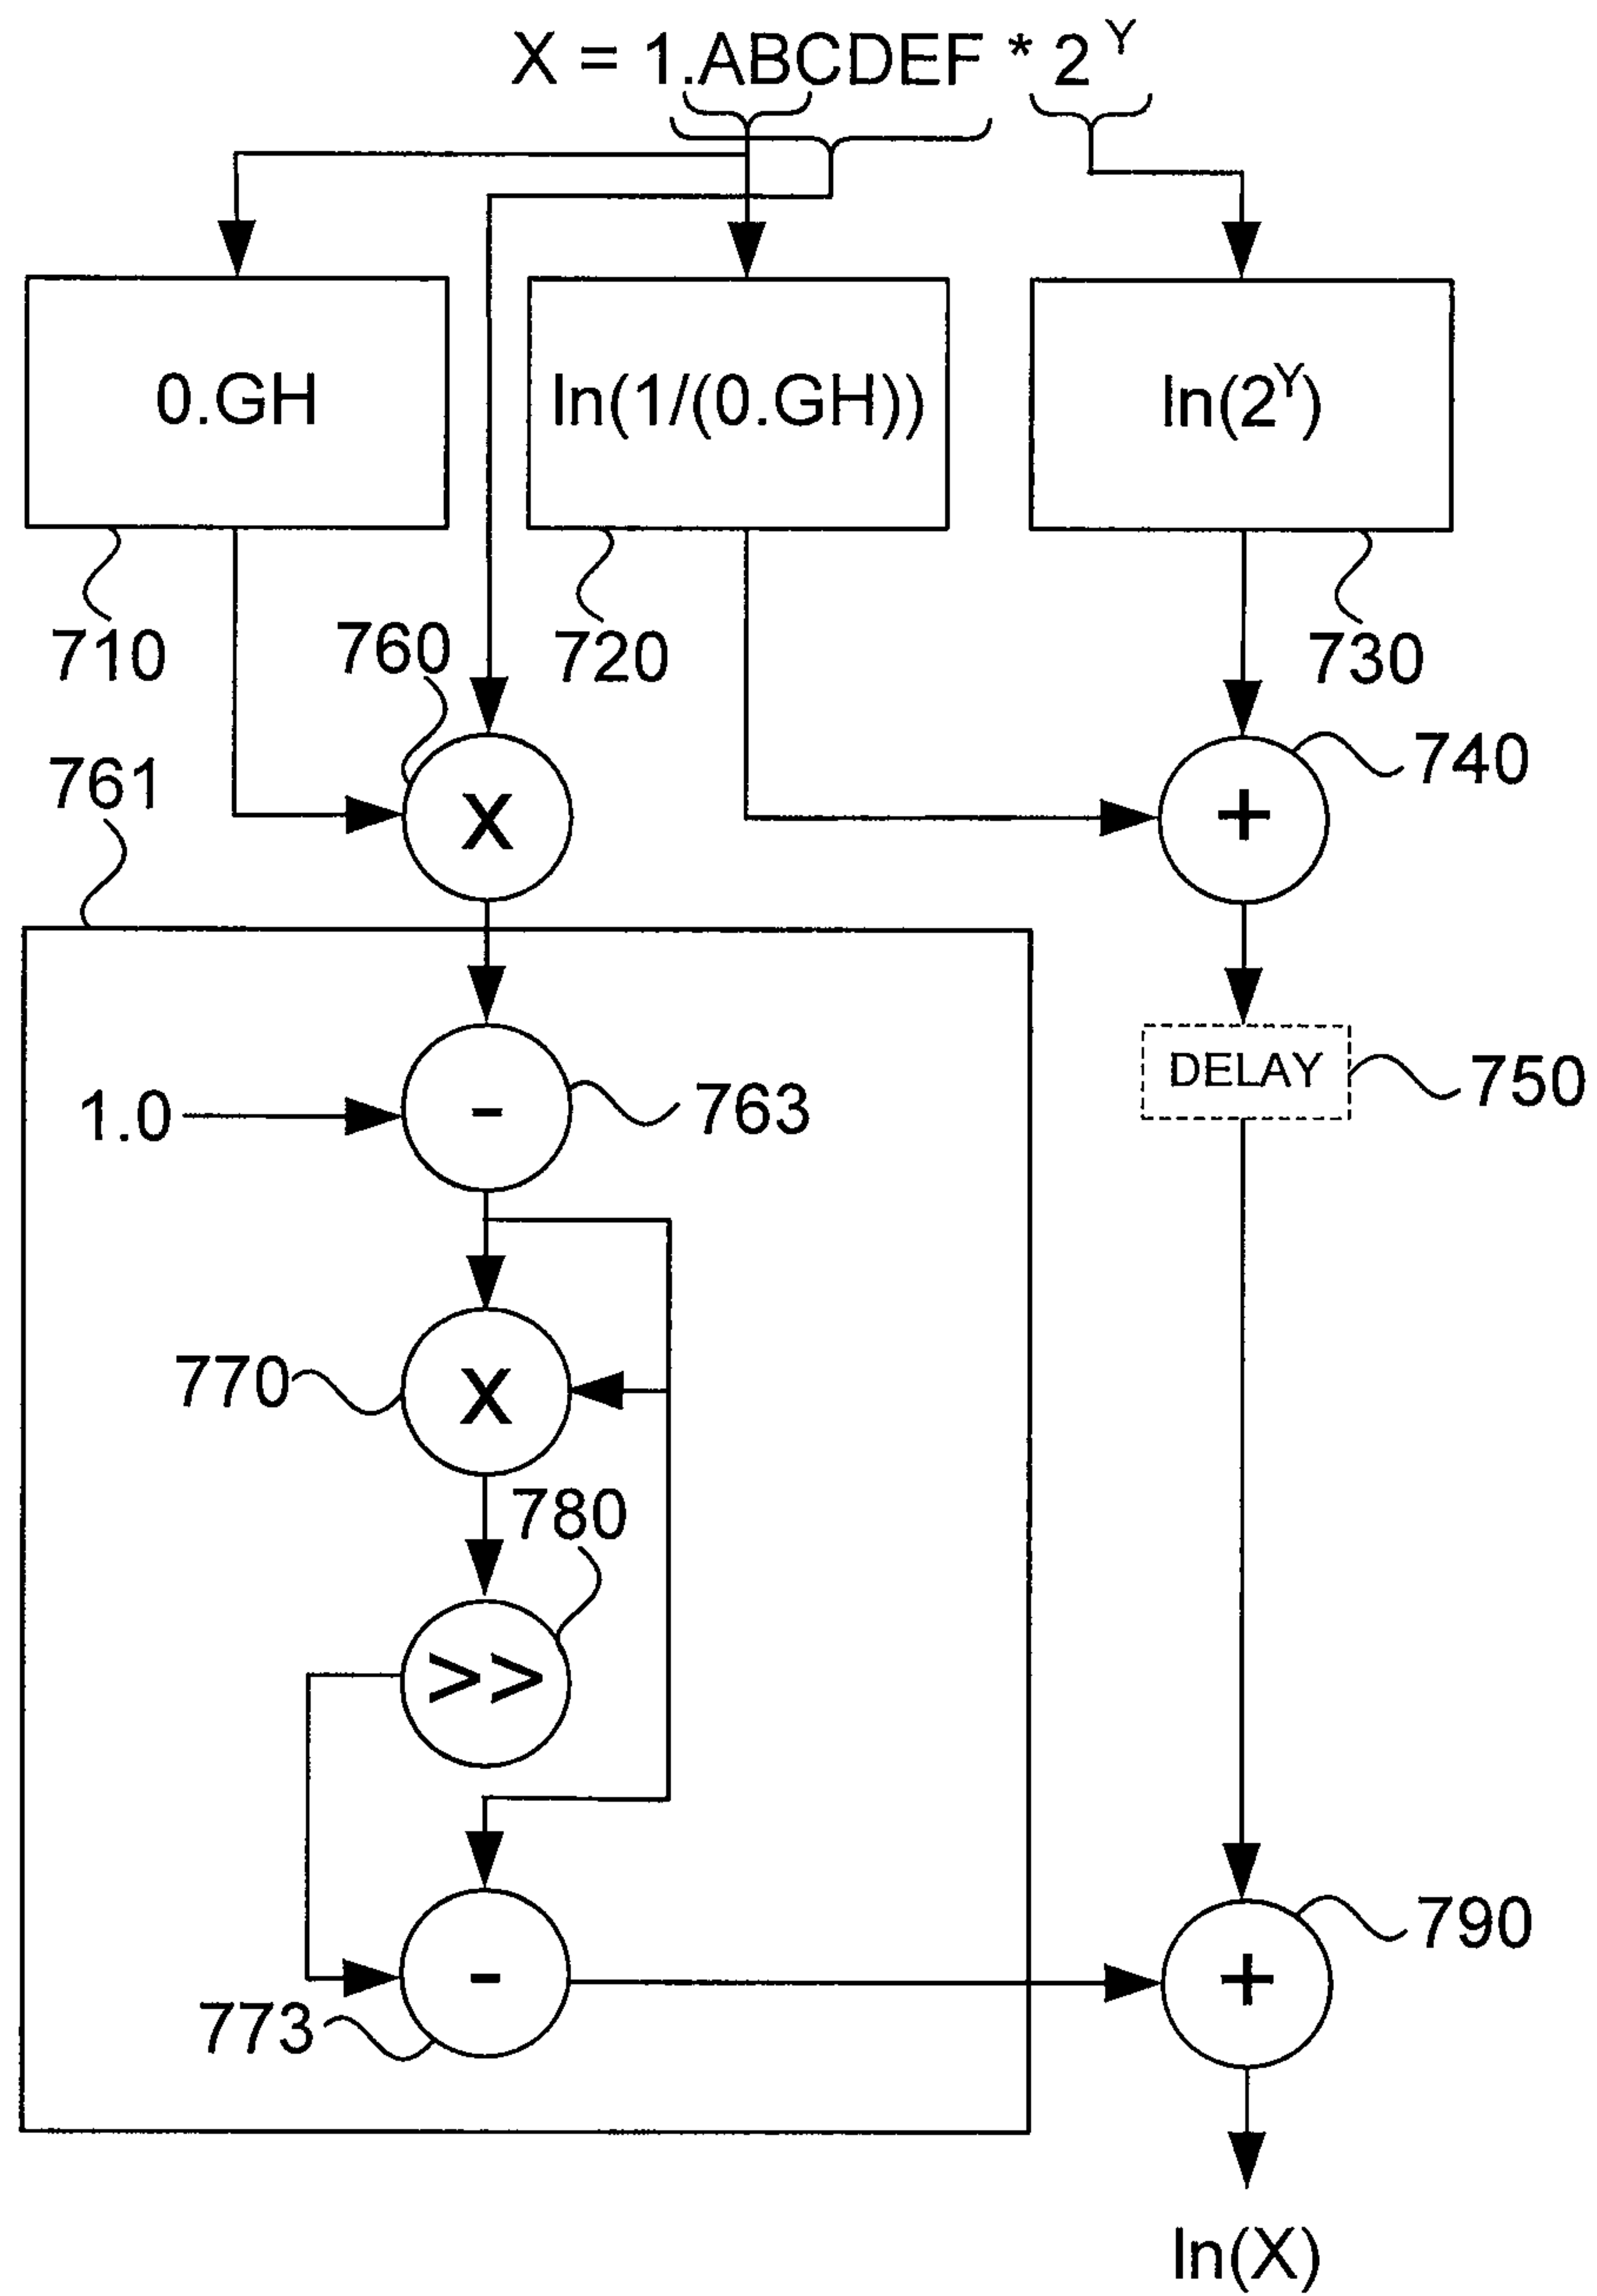 X = 1.ABCDEF * 2^Y
0.GH
ln(1/(0.GH))
ln(2^Y)
710
760
720
730
761
740
X
+
1.0
-
763
DELAY
750
770
X
780
>>
773
-
790
+
ln(X)